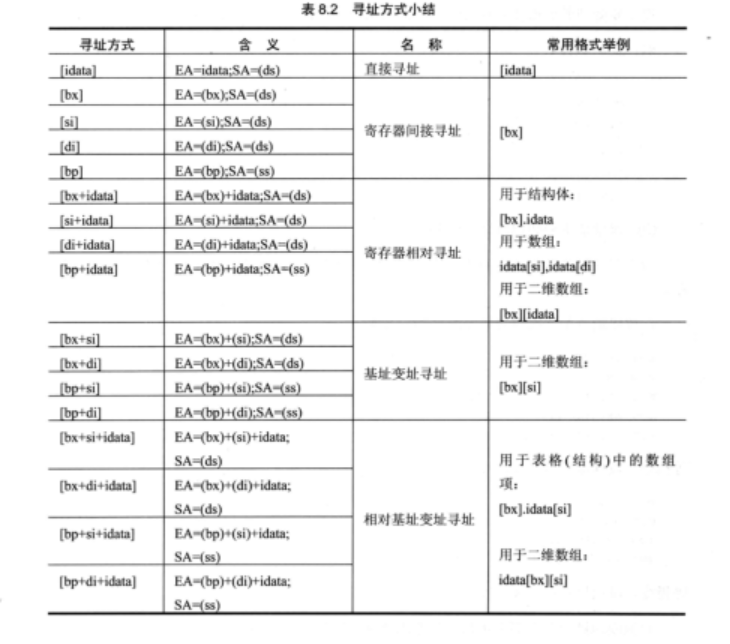 表 8.2 寻址方式小结
寻址方式 含 义 名 称 常用格式举例
[idata] EA=idata;SA=(ds) 直接寻址 [idata]
[bx] EA=(bx);SA=(ds)
[si] EA=(si);SA=(ds)
寄存器间接寻址 [bx]
[di] EA=(di);SA=(ds)
[bp] EA=(bp);SA=(ss)
[bx+idata] EA=(bx)+idata;SA=(ds) 用于结构体：
[si+idata] EA=(si)+idata;SA=(ds) [bx].idata
[di+idata] EA=(di)+idata;SA=(ds) 用于数组：
寄存器相对寻址
[bp+idata] EA=(bp)+idata;SA=(ss) idata[si],idata[di]
用于二维数组：
[bx][idata]
[bx+si] EA=(bx)+(si);SA=(ds)
[bx+di] EA=(bx)+(di);SA=(ds) 用于二维数组：
基址变址寻址
[bp+si] EA=(bp)+(si);SA=(ss) [bx][si]
[bp+di] EA=(bp)+(di);SA=(ss)
[bx+si+idata] EA=(bx)+(si)+idata;
SA=(ds) 用于表格(结构)中的数组
[bx+di+idata] EA=(bx)+(di)+idata; 项：
SA=(ds) [bx].idata[si]
相对基址变址寻址
[bp+si+idata] EA=(bp)+(si)+idata;
SA=(ss) 用于二维数组：
[bp+di+idata] EA=(bp)+(di)+idata; idata[bx][si]
SA=(ss)